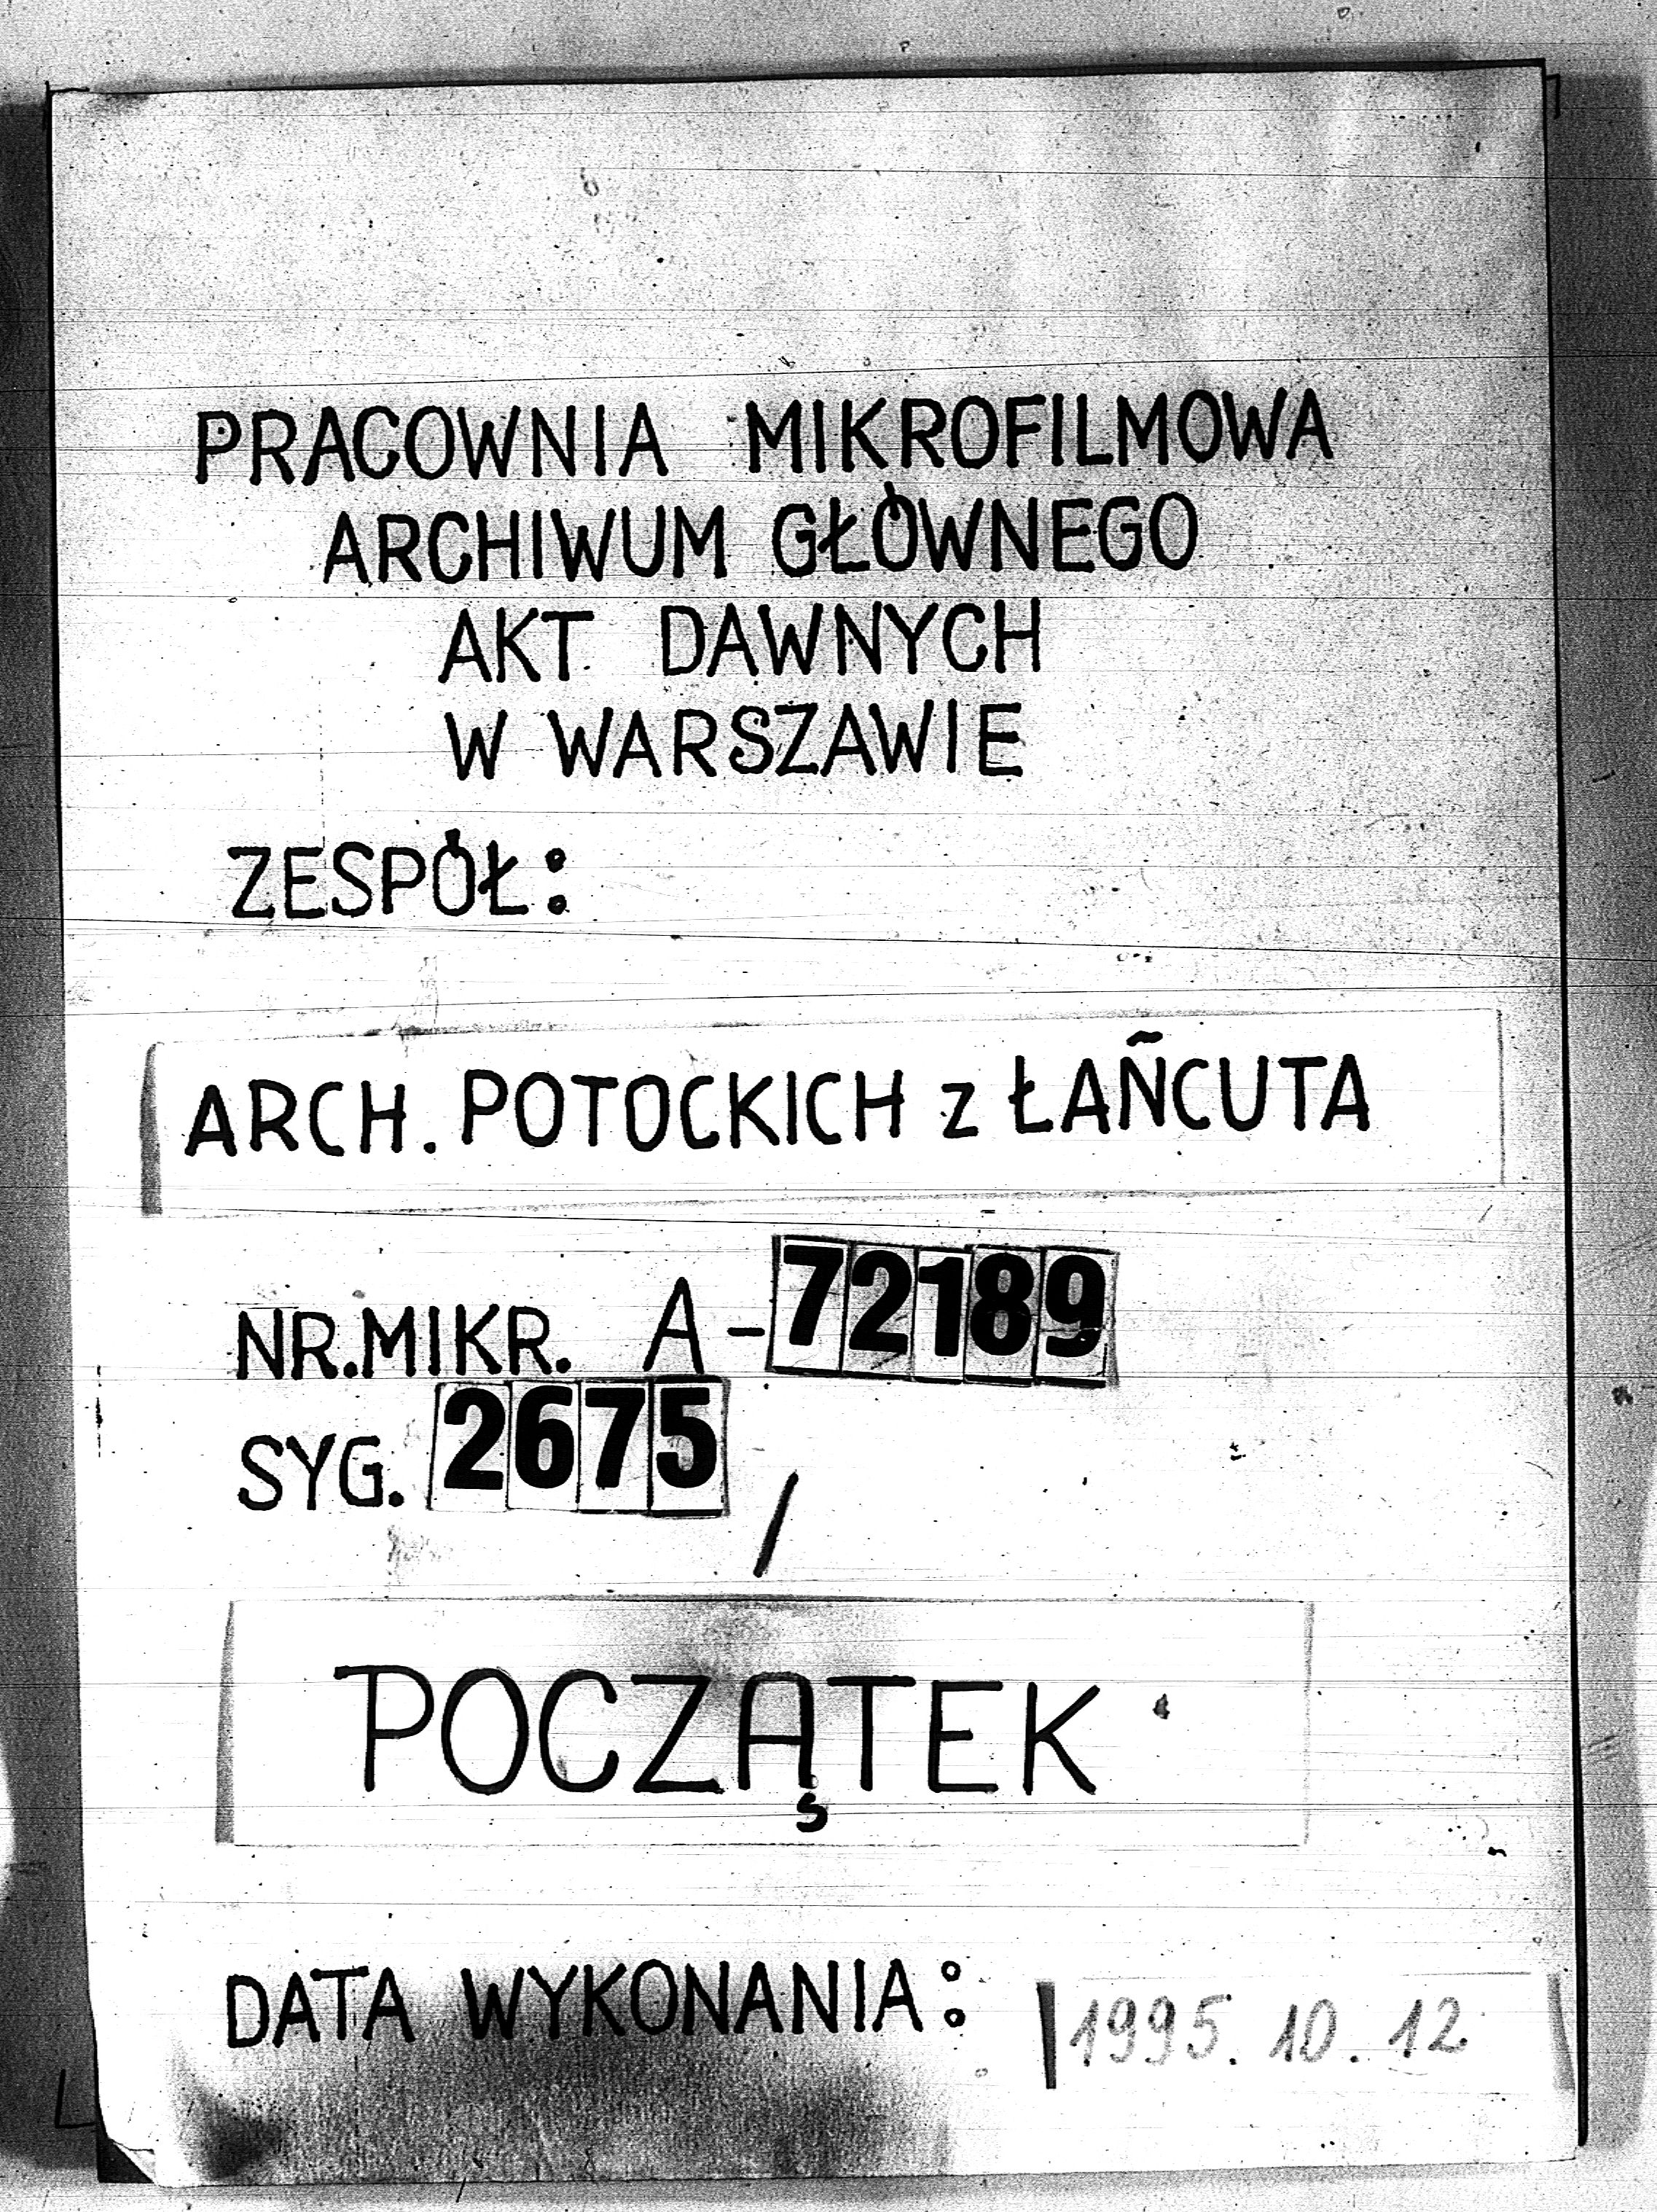 PRACOWNIA MIKROFILMOWA
ARCHIWUM GŁÓWNEGO
AKT DAWNYCH
W WARSZAWIE
ZESPÓŁ:
ARCH. POTOCKICH z ŁAŃCUTA
NR.MIKR. A-72189
SYG. 2675 /
POCZĄTEK
DATA WYKONANIA: 1995.10.12